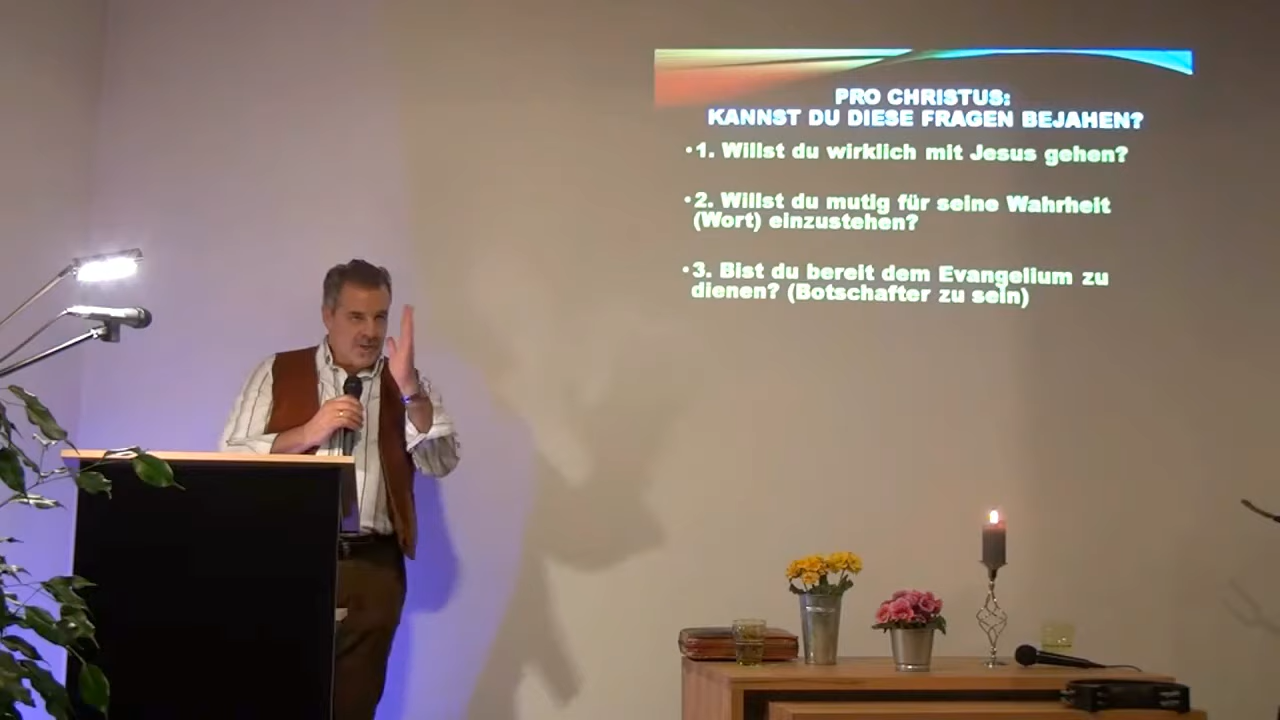 PRO CHRISTUS:
KANNST DU DIESE FRAGEN BEJAHEN?
•1. Willst du wirklich mit Jesus gehen?
•2. Willst du mutig für seine Wahrheit
(Wort) einzustehen?
•3. Bist du bereit dem Evangelium zu
dienen? (Botschafter zu sein)